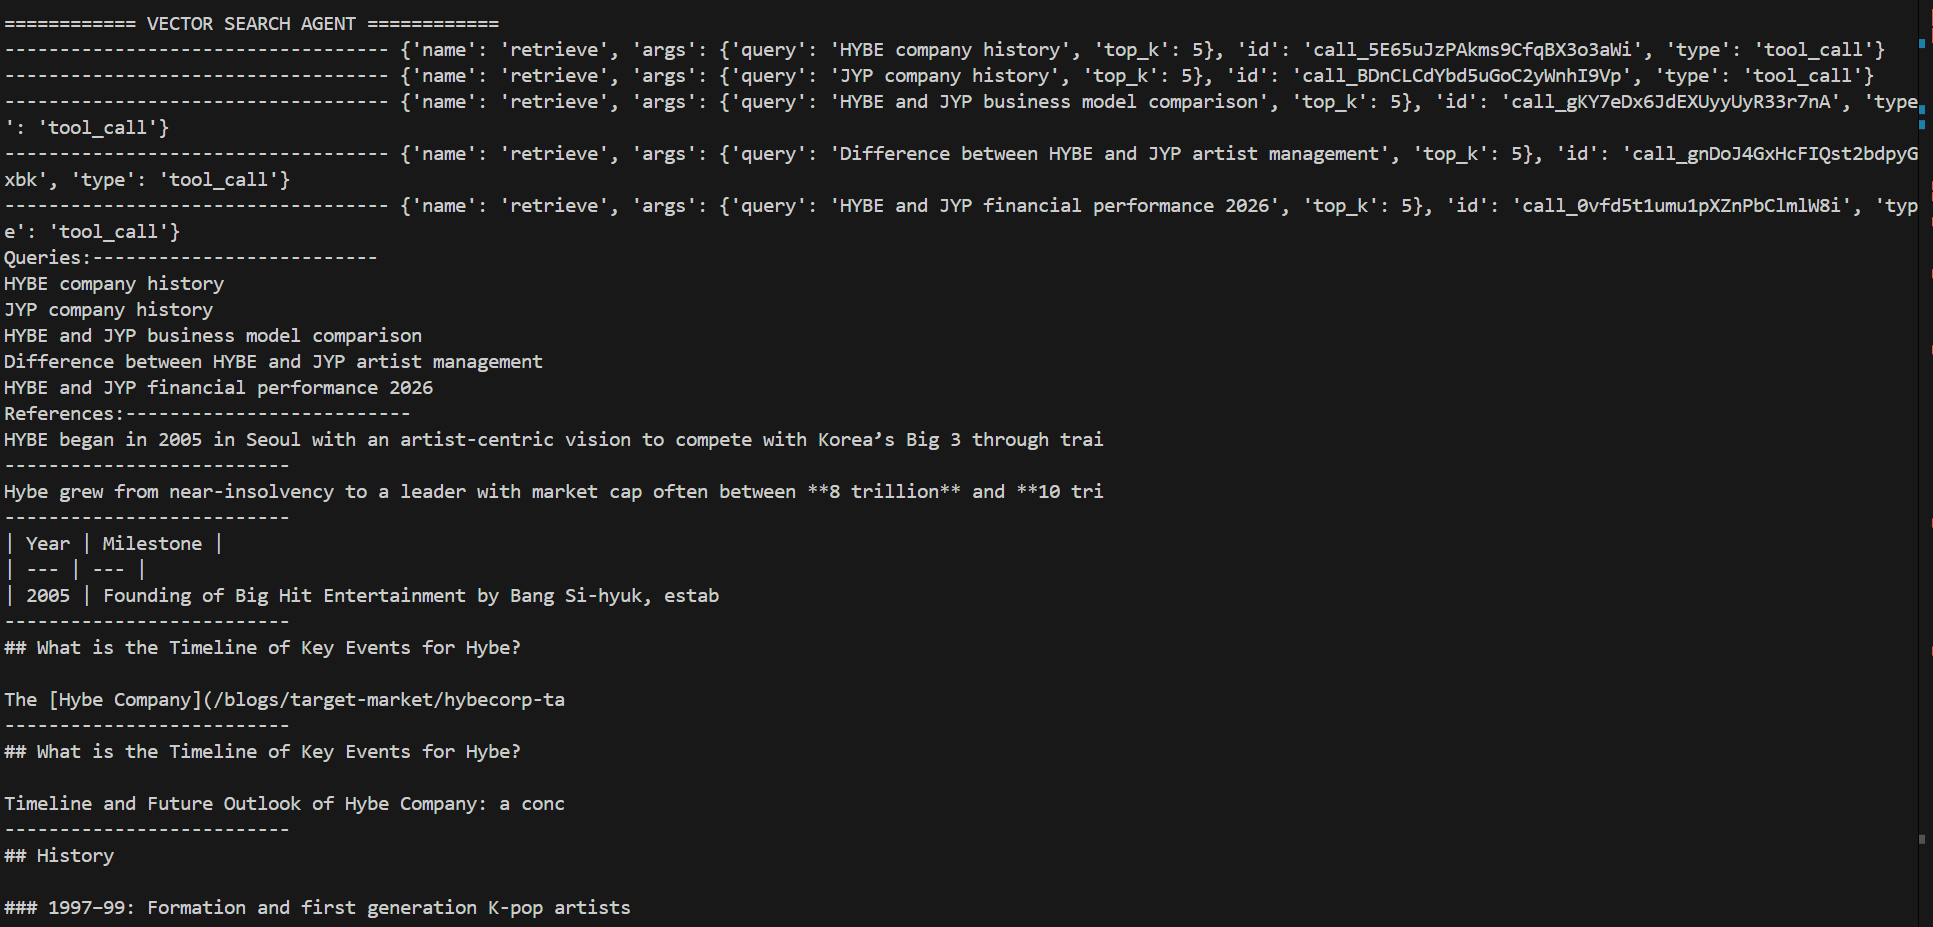 ============ VECTOR SEARCH AGENT ============
----------------------------------- {'name': 'retrieve', 'args': {'query': 'HYBE company history', 'top_k': 5}, 'id': 'call_5E65uJzPAkms9CfqBX3o3aWi', 'type': 'tool_call'}
----------------------------------- {'name': 'retrieve', 'args': {'query': 'JYP company history', 'top_k': 5}, 'id': 'call_BDnCLCdYbd5uGoC2yWnhI9Vp', 'type': 'tool_call'}
----------------------------------- {'name': 'retrieve', 'args': {'query': 'HYBE and JYP business model comparison', 'top_k': 5}, 'id': 'call_gKY7eDx6JdEXUyyUyR33r7nA', 'type
': 'tool_call'}
----------------------------------- {'name': 'retrieve', 'args': {'query': 'Difference between HYBE and JYP artist management', 'top_k': 5}, 'id': 'call_gnDoJ4GxHcFIQst2bdpyG
xbk', 'type': 'tool_call'}
----------------------------------- {'name': 'retrieve', 'args': {'query': 'HYBE and JYP financial performance 2026', 'top_k': 5}, 'id': 'call_0vfd5t1umu1pXZnPbClmlW8i', 'typ
e': 'tool_call'}
Queries:--------------------------
HYBE company history
JYP company history
HYBE and JYP business model comparison
Difference between HYBE and JYP artist management
HYBE and JYP financial performance 2026
References:--------------------------
HYBE began in 2005 in Seoul with an artist-centric vision to compete with Korea’s Big 3 through trai
--------------------------
Hybe grew from near-insolvency to a leader with market cap often between **8 trillion** and **10 tri
--------------------------
| Year | Milestone |
| --- | --- |
| 2005 | Founding of Big Hit Entertainment by Bang Si-hyuk, estab
--------------------------
## What is the Timeline of Key Events for Hybe?
The [Hybe Company](/blogs/target-market/hybecorp-ta
--------------------------
## What is the Timeline of Key Events for Hybe?
Timeline and Future Outlook of Hybe Company: a conc
--------------------------
## History
### 1997–99: Formation and first generation K-pop artists